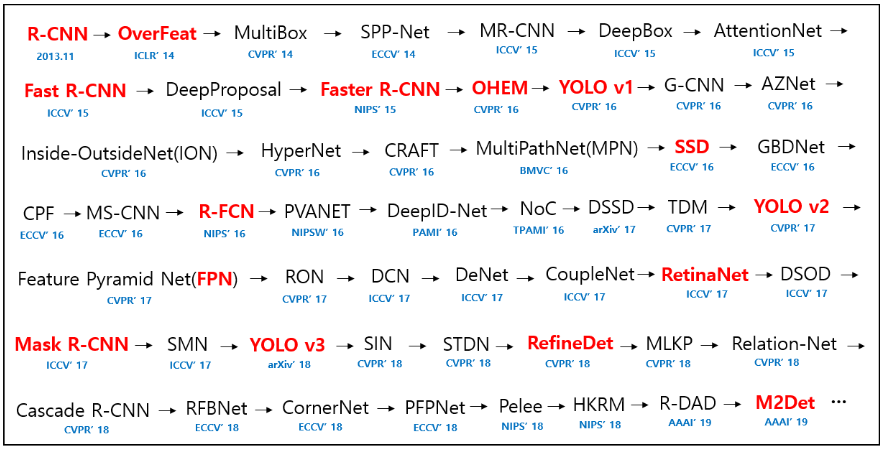 R-CNN → OverFeat → MultiBox → SPP-Net → MR-CNN → DeepBox → AttentionNet →
2013.11 ICLR' 14 CVPR' 14 ECCV' 14 ICCV' 15 ICCV' 15 ICCV' 15
Fast R-CNN → DeepProposal → Faster R-CNN → OHEM → YOLO v1 → G-CNN → AZNet →
ICCV' 15 ICCV' 15 NIPS' 15 CVPR' 16 CVPR' 16 CVPR' 16 CVPR' 16
Inside-OutsideNet(ION) → HyperNet → CRAFT → MultiPathNet(MPN) → SSD → GBDNet →
CVPR' 16 CVPR' 16 CVPR' 16 BMVC' 16 ECCV' 16 ECCV' 16
CPF → MS-CNN → R-FCN → PVANET → DeepID-Net → NoC → DSSD → TDM → YOLO v2 →
ECCV' 16 ECCV' 16 NIPS' 16 NIPSW' 16 PAMI' 16 TPAMI' 16 arXiv' 17 CVPR' 17 CVPR' 17
Feature Pyramid Net(FPN) → RON → DCN → DeNet → CoupleNet → RetinaNet → DSOD →
CVPR' 17 CVPR' 17 ICCV' 17 ICCV' 17 ICCV' 17 ICCV' 17 ICCV' 17
Mask R-CNN → SMN → YOLO v3 → SIN → STDN → RefineDet → MLKP → Relation-Net →
ICCV' 17 ICCV' 17 arXiv' 18 CVPR' 18 CVPR' 18 CVPR' 18 CVPR' 18 CVPR' 18
Cascade R-CNN → RFBNet → CornerNet → PFPNet → Pelee → HKRM → R-DAD → M2Det ⋯
CVPR' 18 ECCV' 18 ECCV' 18 ECCV' 18 NIPS' 18 NIPS' 18 AAAI' 19 AAAI' 19